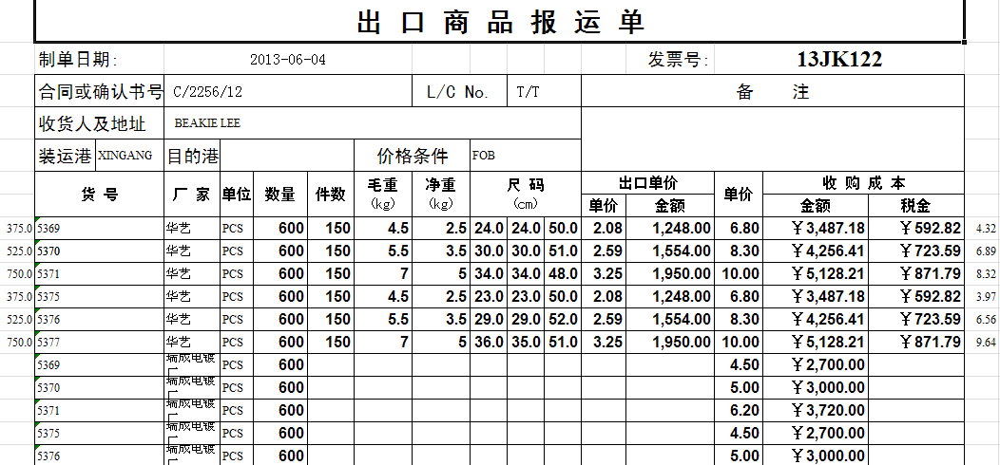 出口商品报运单
制单日期: 2013-06-04 发票号: 13JK122
合同或确认书号 C/2256/12 L/C No. T/T 备 注
收货人及地址 BEAKIE LEE
装运港 XINGANG 目的港 价格条件 FOB
货 号 厂 家 单位 数量 件数 毛重 (kg) 净重 (kg) 尺 码 (cm) 出口单价 单价 收 购 成 本
单价 金额 金额 税金
375.0 5369 华艺 PCS 600 150 4.5 2.5 24.0 24.0 50.0 2.08 1,248.00 6.80 ￥3,487.18 ￥592.82 4.32
525.0 5370 华艺 PCS 600 150 5.5 3.5 30.0 30.0 51.0 2.59 1,554.00 8.30 ￥4,256.41 ￥723.59 6.89
750.0 5371 华艺 PCS 600 150 7 5 34.0 34.0 48.0 3.25 1,950.00 10.00 ￥5,128.21 ￥871.79 8.32
375.0 5375 华艺 PCS 600 150 4.5 2.5 23.0 23.0 50.0 2.08 1,248.00 6.80 ￥3,487.18 ￥592.82 3.97
525.0 5376 华艺 PCS 600 150 5.5 3.5 29.0 29.0 52.0 2.59 1,554.00 8.30 ￥4,256.41 ￥723.59 6.56
750.0 5377 华艺 PCS 600 150 7 5 36.0 35.0 51.0 3.25 1,950.00 10.00 ￥5,128.21 ￥871.79 9.64
5369 瑞成电镀厂 PCS 600 4.50 ￥2,700.00
5370 瑞成电镀厂 PCS 600 5.00 ￥3,000.00
5371 瑞成电镀厂 PCS 600 6.20 ￥3,720.00
5375 瑞成电镀厂 PCS 600 4.50 ￥2,700.00
5376 瑞成电镀厂 PCS 600 5.00 ￥3,000.00